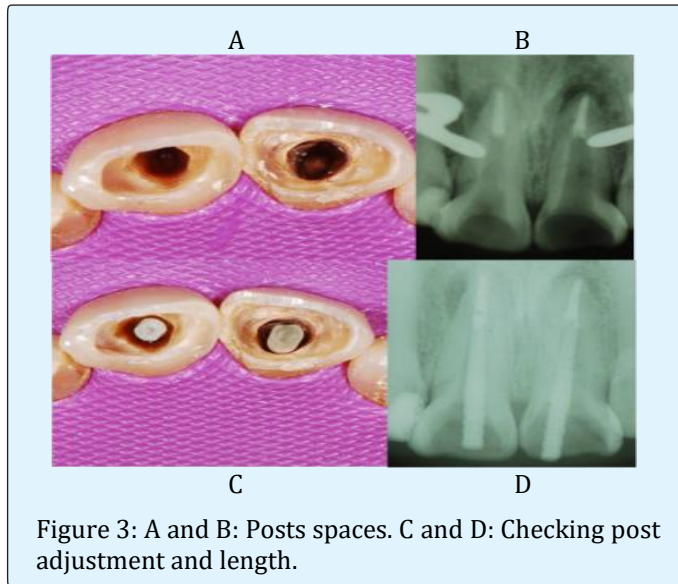 A B
C D
Figure 3: A and B: Posts spaces. C and D: Checking post
adjustment and length.